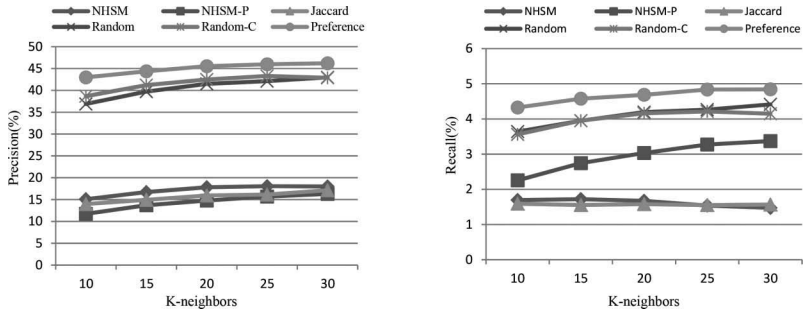 NHSM NHSM-P Jaccard
Random Random-C Preference
Precision(%)
50
45
40
35
30
25
20
15
10
5
0
10 15 20 25 30
K-neighbors
NHSM NHSM-P Jaccard
Random Random-C Preference
Recall(%)
6
5
4
3
2
1
0
10 15 20 25 30
K-neighbors